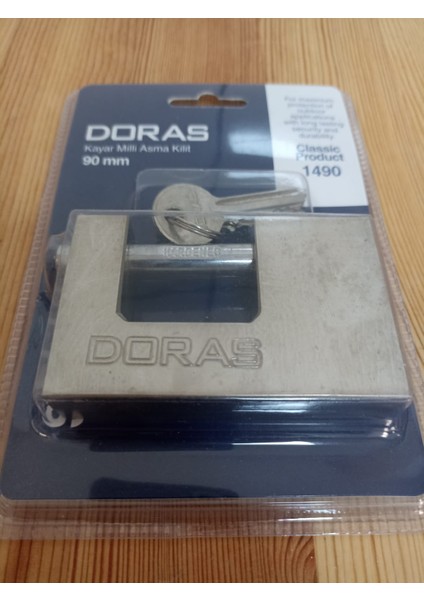 DORAS
Kayar Milli Asma Kilit
90 mm
For maximum
protection of
outdoor
applications
with long lasting
security and
durability
Classic
Product
1490
HARDENED
DORAS